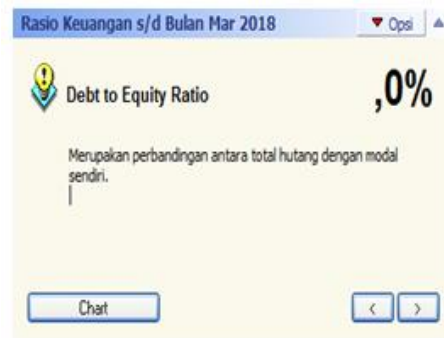 Rasio Keuangan s/d Bulan Mar 2018
Opsi
Debt to Equity Ratio
,0%
Merupakan perbandingan antara total hutang dengan modal
sendiri.
Chart
< >